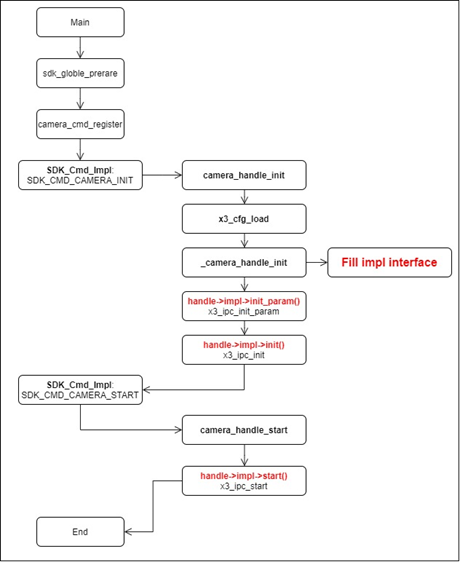 Main
sdk_globle_prerare
camera_cmd_register
SDK_Cmd_Impl:
SDK_CMD_CAMERA_INIT
camera_handle_init
x3_cfg_load
_camera_handle_init
Fill impl interface
handle->impl->init_param()
x3_ipc_init_param
handle->impl->init()
x3_ipc_init
SDK_Cmd_Impl:
SDK_CMD_CAMERA_START
camera_handle_start
handle->impl->start()
x3_ipc_start
End